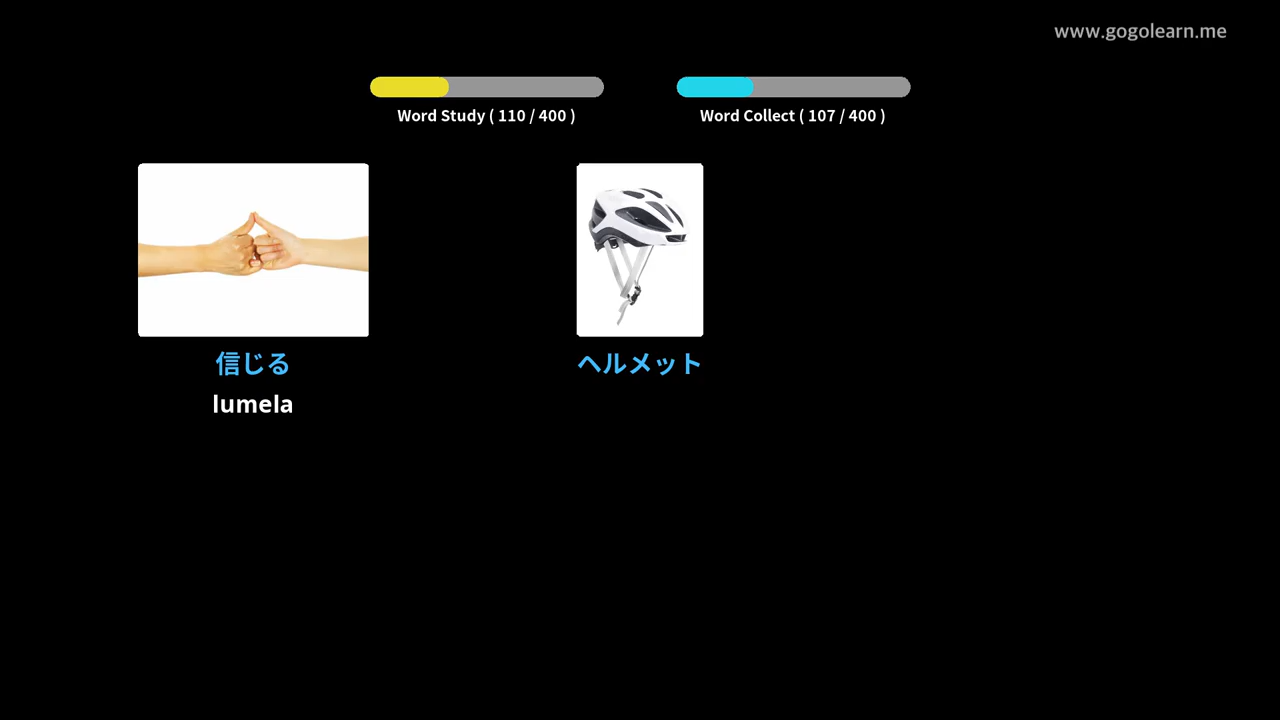 www.gogolearn.me
Word Study ( 110 / 400 )
Word Collect ( 107 / 400 )
信じる
lumela
ヘルメット